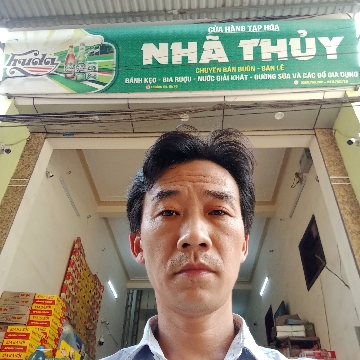 huda
CỬA HÀNG TẠP HÓA
NHÃ THỦY
CHUYÊN BÁN BUÔN - BÁN LẺ
BÁNH KẸO - BIA RƯỢU - NƯỚC GIẢI KHÁT - ĐƯỜNG SỮA VÀ CÁC ĐỒ GIA DỤNG